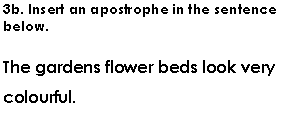 3b. Insert an apostrophe in the sentence
below.
The gardens flower beds look very
colourful.